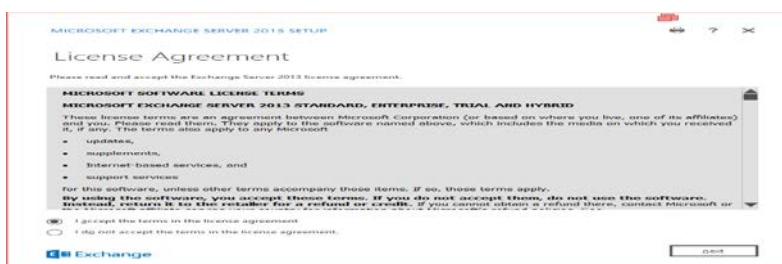 MICROSOFT EXCHANGE SERVER 2013 SETUP
License Agreement
Please read and accept the Exchange Server 2013 license agreement.
MICROSOFT SOFTWARE LICENSE TERMS
MICROSOFT EXCHANGE SERVER 2013 STANDARD, ENTERPRISE, TRIAL AND HYBRID
These license terms are an agreement between Microsoft Corporation (or based on where you live, one of its affiliates)
and you. Please read them. They apply to the software named above, which includes the media on which you received
it, if any. The terms also apply to any Microsoft
• updates,
• supplements,
• Internet-based services, and
• support services
for this software, unless other terms accompany those items. If so, those terms apply.
By using the software, you accept these terms. If you do not accept them, do not use the software.
Instead, return it to the retailer for a refund or credit. If you cannot obtain a refund there, contact Microsoft or
I accept the terms in the license agreement
I do not accept the terms in the license agreement.
Exchange
next